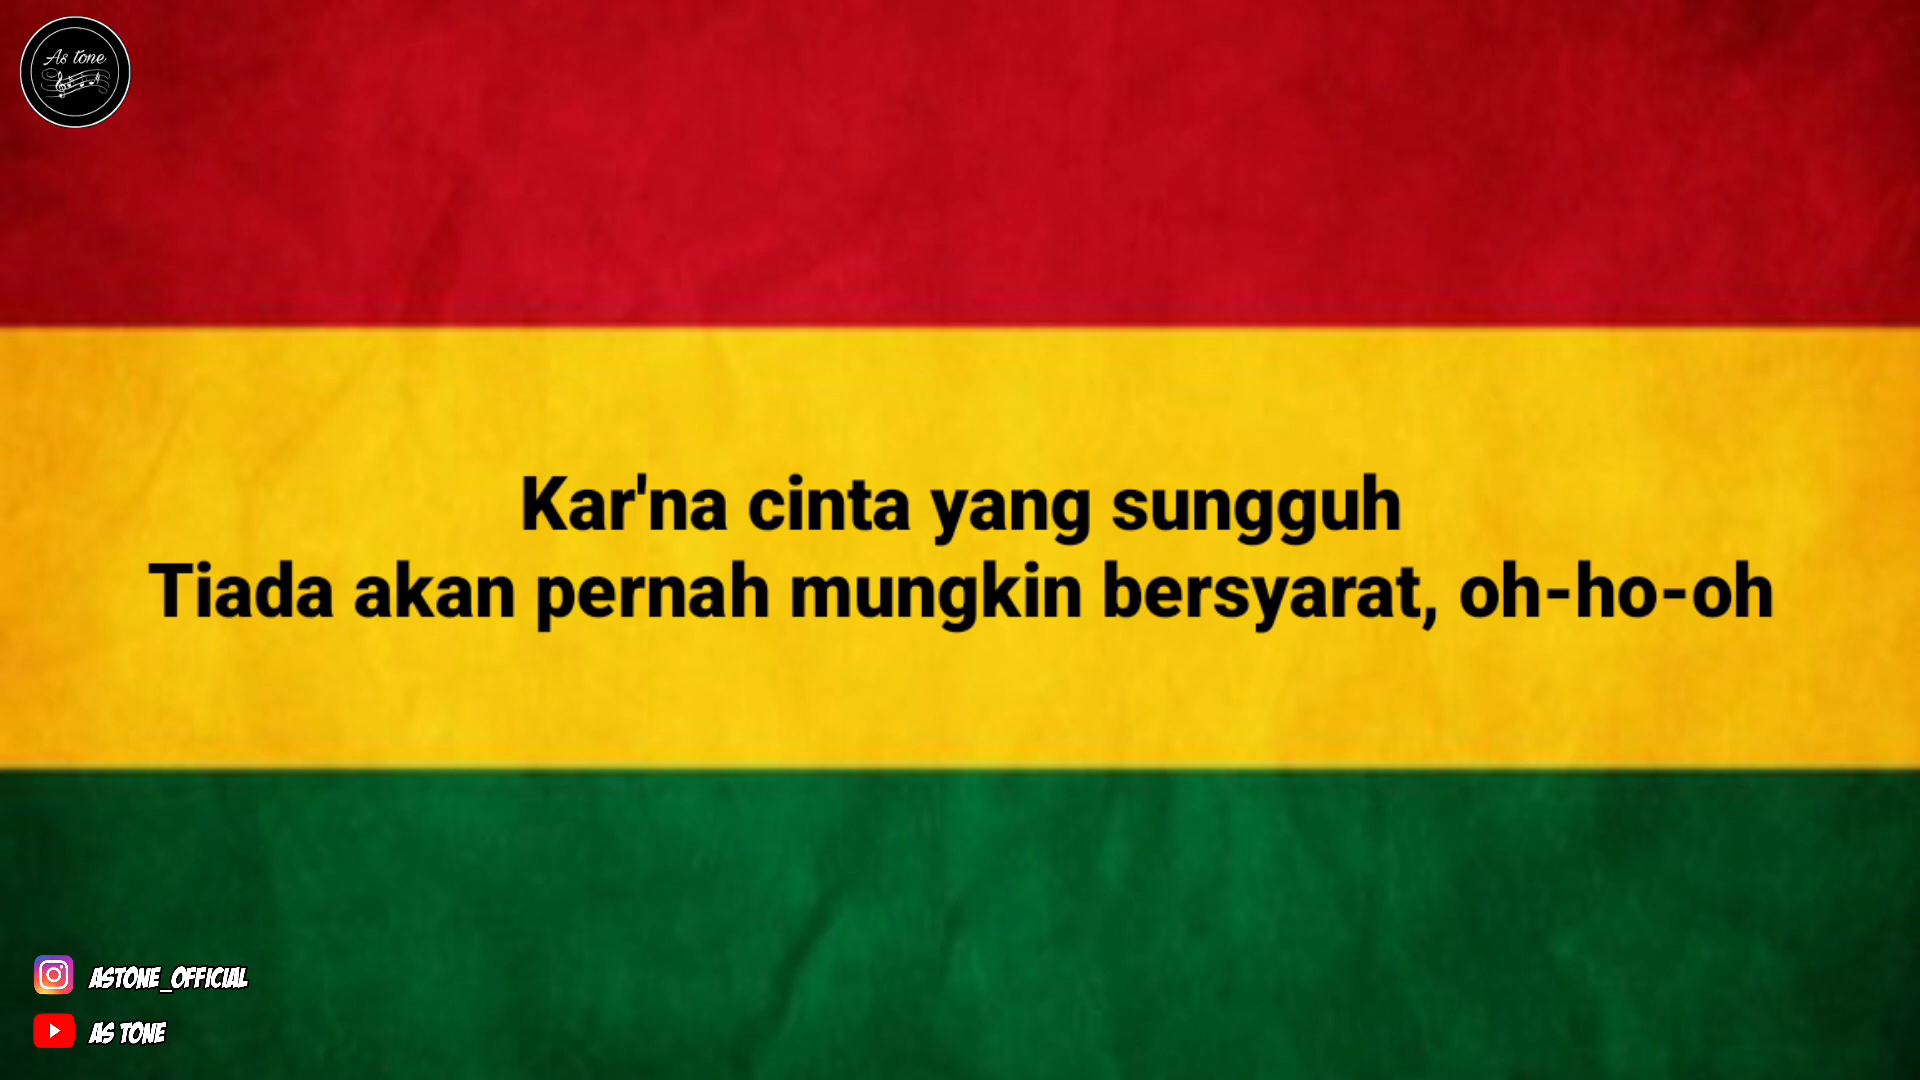 As tone
Kar'na cinta yang sungguh
Tiada akan pernah mungkin bersyarat, oh-ho-oh
ASTONE_OFFICIAL
AS TONE